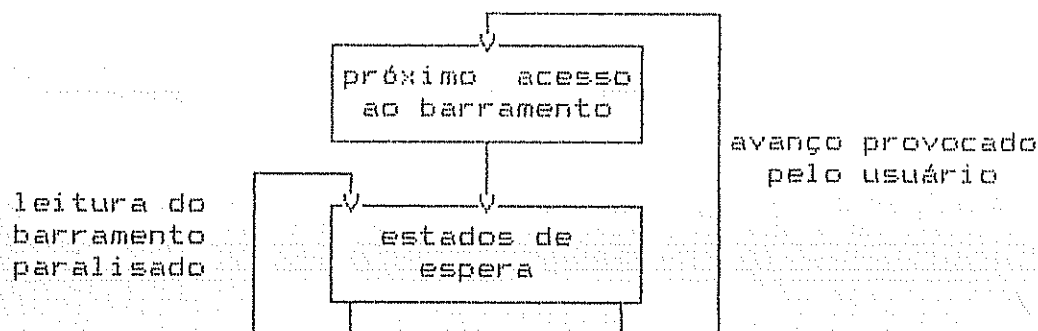 próximo acesso
ao barramento
avanço provocado
pelo usuário
leitura do
barramento
paralisado
estados de
espera